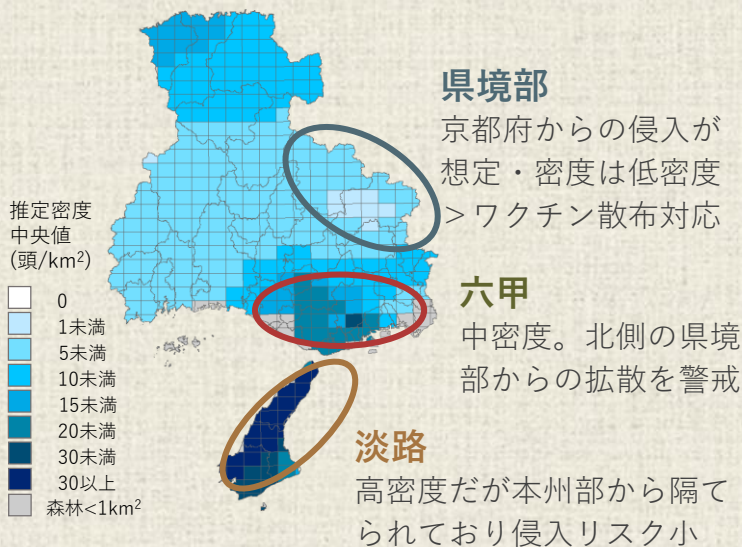 県境部
京都府からの侵入が
想定・密度は低密度
＞ワクチン散布対応
推定密度
中央値
(頭/km²)
0
1未満
5未満
10未満
15未満
20未満
30未満
30以上
森林<1km²
六甲
中密度。北側の県境
部からの拡散を警戒
淡路
高密度だが本州部から隔て
られており侵入リスク小